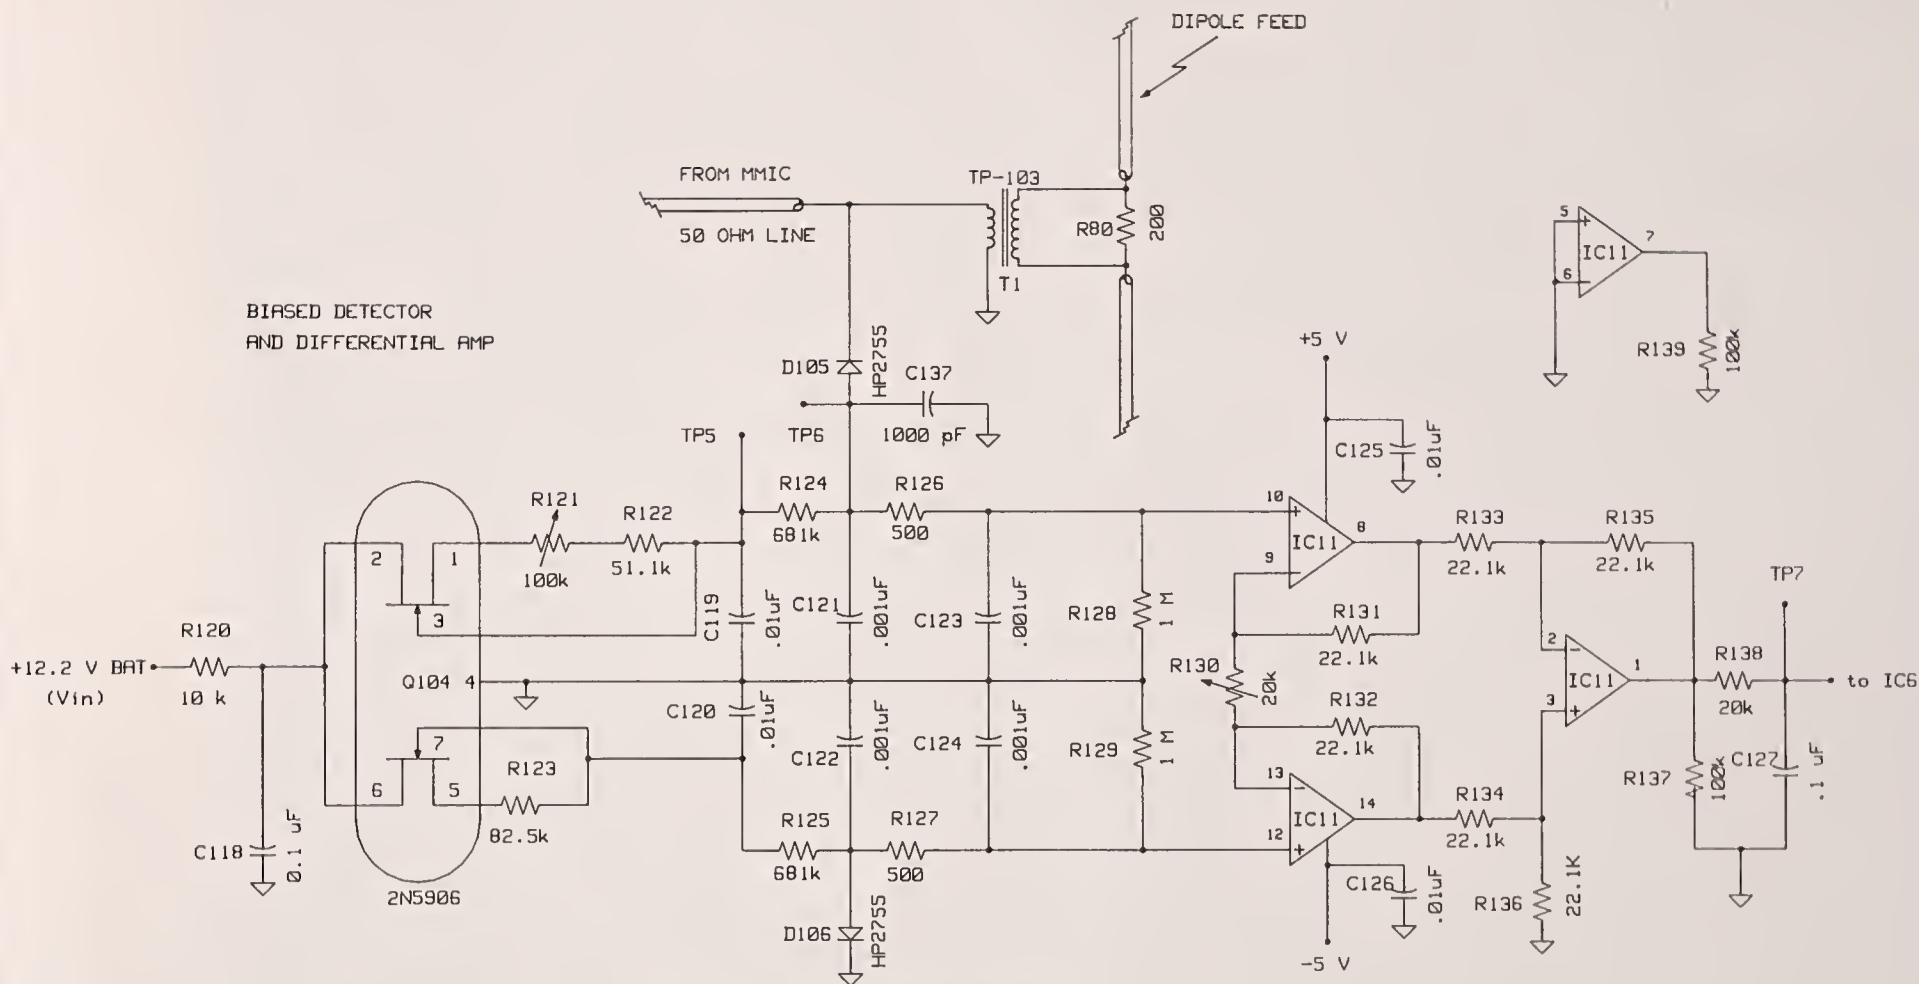 DIPOLE FEED
FROM MMIC
50 OHM LINE
TP-103
T1
R80
200
BIASED DETECTOR
AND DIFFERENTIAL AMP
5
6
+
-
IC11
7
R139
100k
D105
HP2755
C137
1000 pF
TP5
TP6
+5 V
C125
.01uF
R121
100k
R122
51.1k
R124
681k
R126
500
2
1
3
Q104 4
7
6
5
2N5906
R120
10 k
+12.2 V BAT
(Vin)
C118
0.1 uF
R123
82.5k
C119
.01uF
C120
.01uF
C121
.001uF
C122
.001uF
C123
.001uF
C124
.001uF
R128
1 M
R129
1 M
R125
681k
R127
500
D106
HP2755
10
9
+
-
IC11
8
R130
20k
R131
22.1k
R132
22.1k
13
12
-
+
IC11
14
C126
.01uF
-5 V
R133
22.1k
R135
22.1k
R134
22.1k
R136
22.1K
2
3
-
+
IC11
1
R138
20k
TP7
to IC6
R137
100k
C127
.1 uF